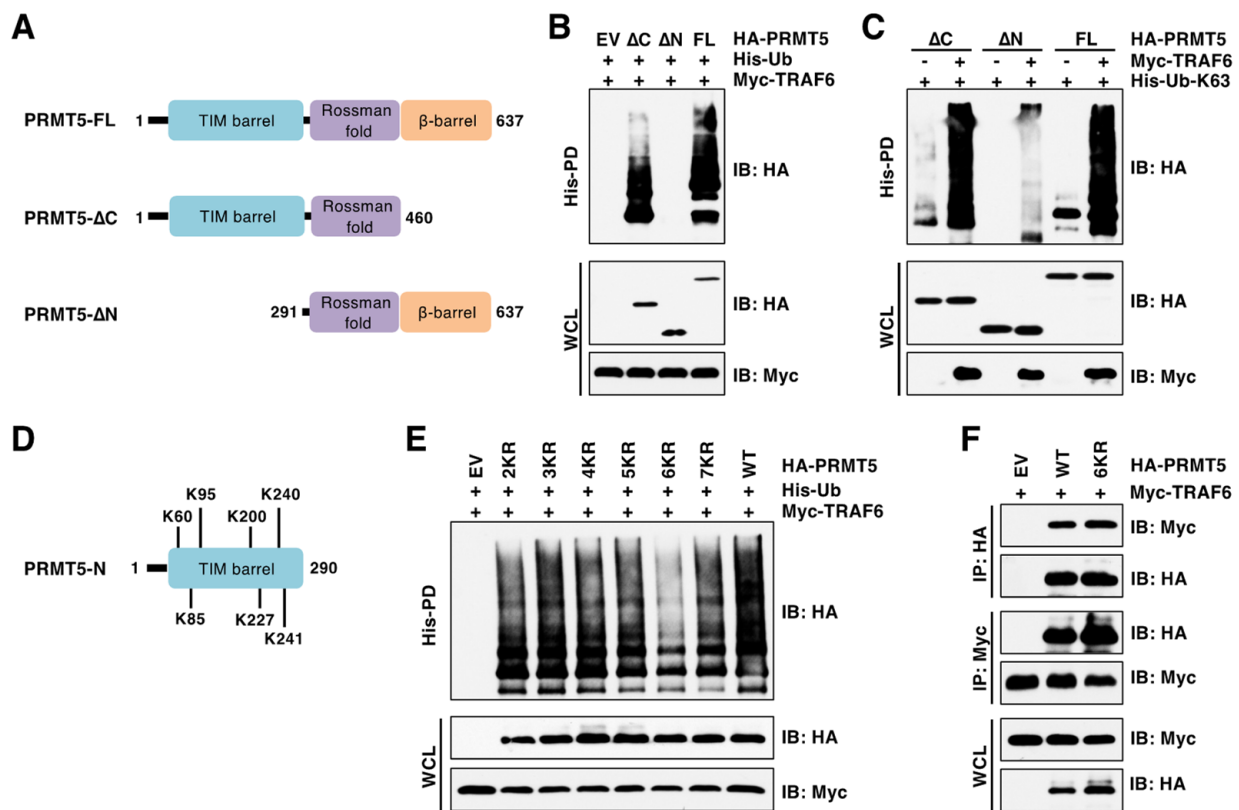 A
PRMT5-FL 1 TIM barrel Rossman fold β-barrel 637
PRMT5-ΔC 1 TIM barrel Rossman fold 460
PRMT5-ΔN 291 Rossman fold β-barrel 637
B
EV ΔC ΔN FL HA-PRMT5
+ + + + His-Ub
+ + + + Myc-TRAF6
His-PD IB: HA
WCL IB: HA
IB: Myc
C
ΔC ΔN FL HA-PRMT5
- + - + - + Myc-TRAF6
+ + + + + + His-Ub-K63
His-PD IB: HA
WCL IB: HA
IB: Myc
D
K95 K240
K60 K200
PRMT5-N 1 TIM barrel 290
K85 K227
K241
E
EV 2KR 3KR 4KR 5KR 6KR 7KR WT HA-PRMT5
+ + + + + + + + His-Ub
+ + + + + + + + Myc-TRAF6
His-PD IB: HA
WCL IB: HA
IB: Myc
F
EV WT 6KR HA-PRMT5
+ + + Myc-TRAF6
IP: HA IB: Myc
IB: HA
IP: Myc IB: HA
IB: Myc
WCL IB: Myc
IB: HA